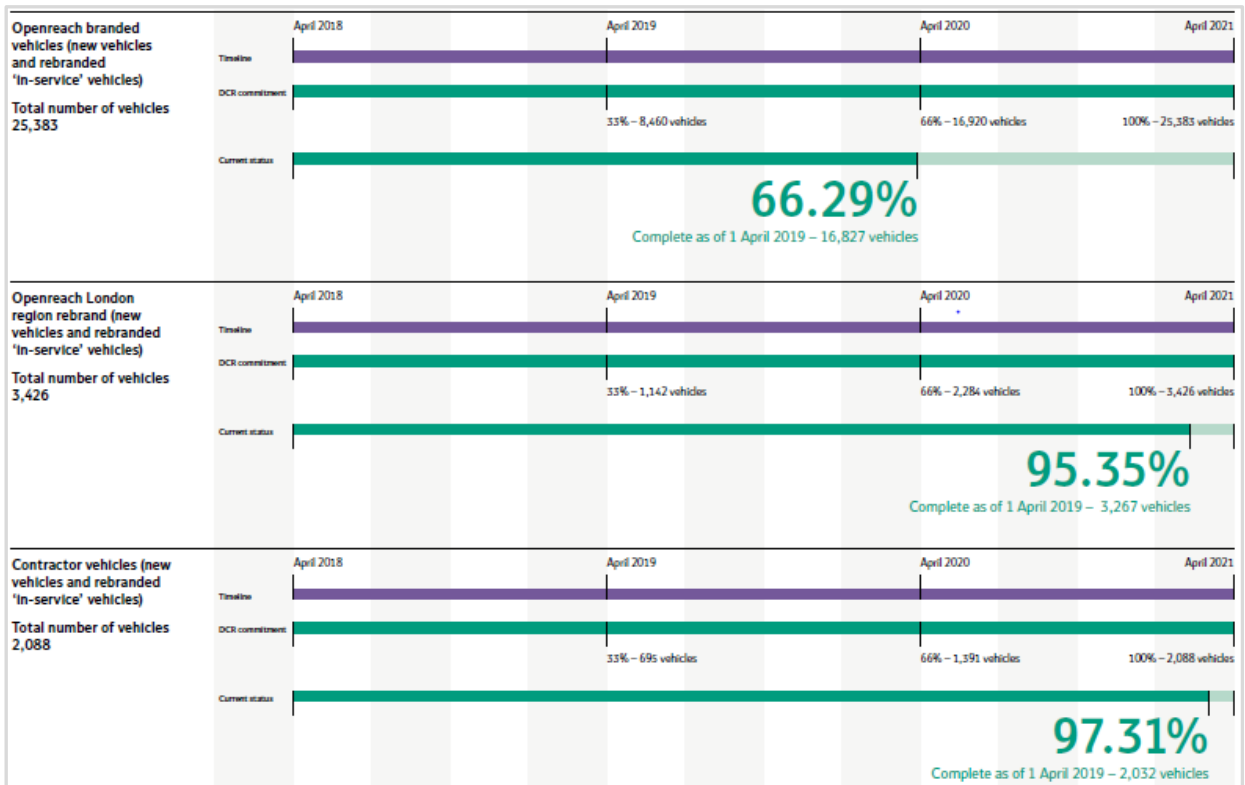 Openreach branded
vehicles (new vehicles
and rebranded
‘in-service’ vehicles)
Total number of vehicles
25,383
April 2018
April 2019
April 2020
April 2021
Timeline
DCR commitment
33% – 8,460 vehicles
66% – 16,920 vehicles
100% – 25,383 vehicles
Current status
66.29%
Complete as of 1 April 2019 – 16,827 vehicles
Openreach London
region rebrand (new
vehicles and rebranded
‘in-service’ vehicles)
Total number of vehicles
3,426
April 2018
April 2019
April 2020
April 2021
Timeline
DCR commitment
33% – 1,142 vehicles
66% – 2,284 vehicles
100% – 3,426 vehicles
Current status
95.35%
Complete as of 1 April 2019 – 3,267 vehicles
Contractor vehicles (new
vehicles and rebranded
‘in-service’ vehicles)
Total number of vehicles
2,088
April 2018
April 2019
April 2020
April 2021
Timeline
DCR commitment
33% – 695 vehicles
66% – 1,391 vehicles
100% – 2,088 vehicles
Current status
97.31%
Complete as of 1 April 2019 – 2,032 vehicles